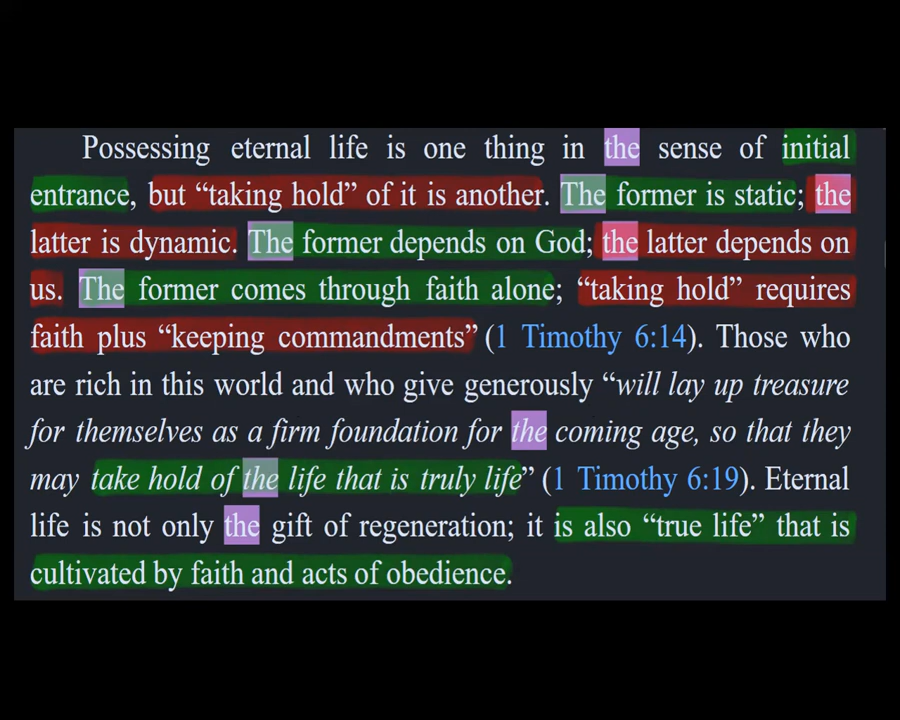 Possessing eternal life is one thing in the sense of initial
entrance, but “taking hold” of it is another. The former is static; the
latter is dynamic. The former depends on God; the latter depends on
us. The former comes through faith alone; “taking hold” requires
faith plus “keeping commandments” (1 Timothy 6:14). Those who
are rich in this world and who give generously “will lay up treasure
for themselves as a firm foundation for the coming age, so that they
may take hold of the life that is truly life” (1 Timothy 6:19). Eternal
life is not only the gift of regeneration; it is also “true life” that is
cultivated by faith and acts of obedience.